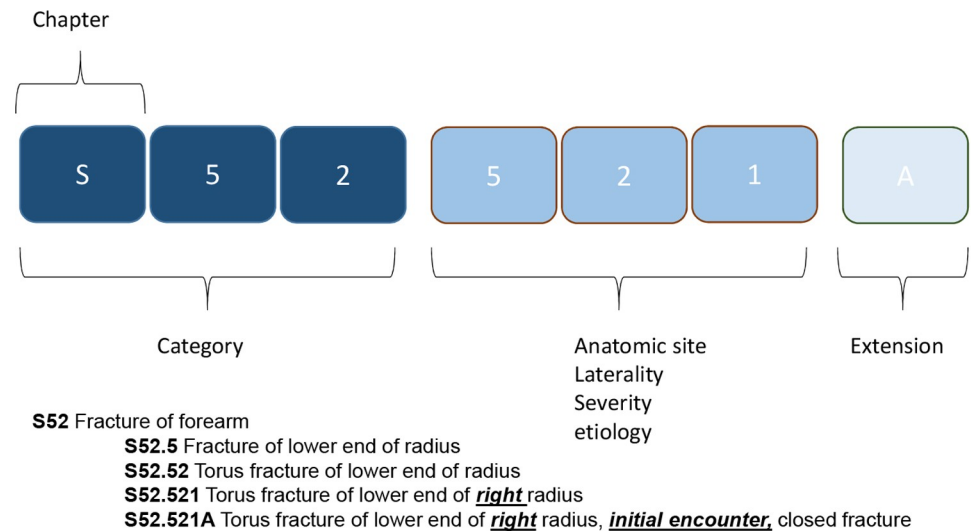 Chapter
S 5 2 5 2 1 A
Category
Anatomic site
Laterality
Severity
etiology
Extension
S52 Fracture of forearm
S52.5 Fracture of lower end of radius
S52.52 Torus fracture of lower end of radius
S52.521 Torus fracture of lower end of right radius
S52.521A Torus fracture of lower end of right radius, initial encounter, closed fracture